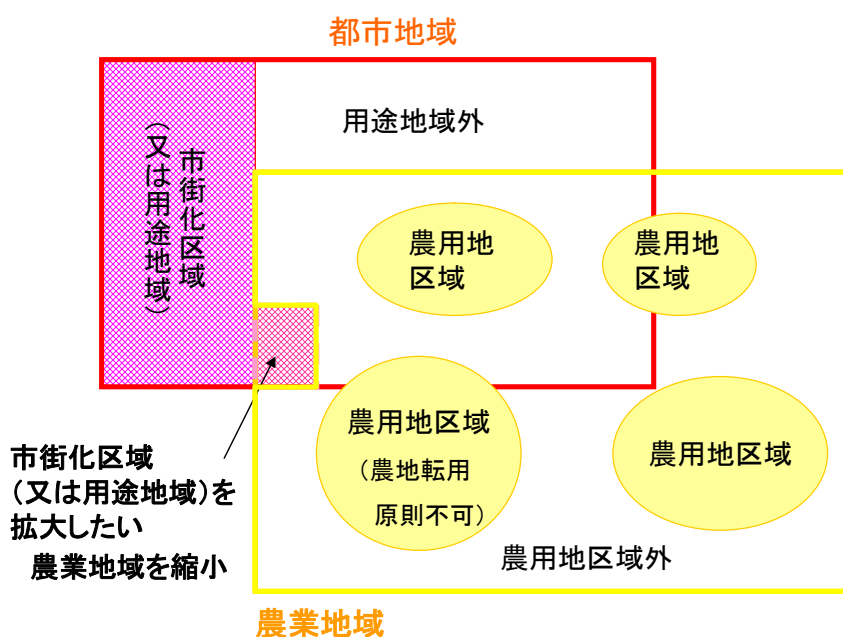 都市地域
用途地域外
市街化区域
（又は用途地域）
農用地
区域
農用地
区域
農用地区域
（農地転用
原則不可）
農用地区域
市街化区域
（又は用途地域）を
拡大したい
農業地域を縮小
農用地区域外
農業地域